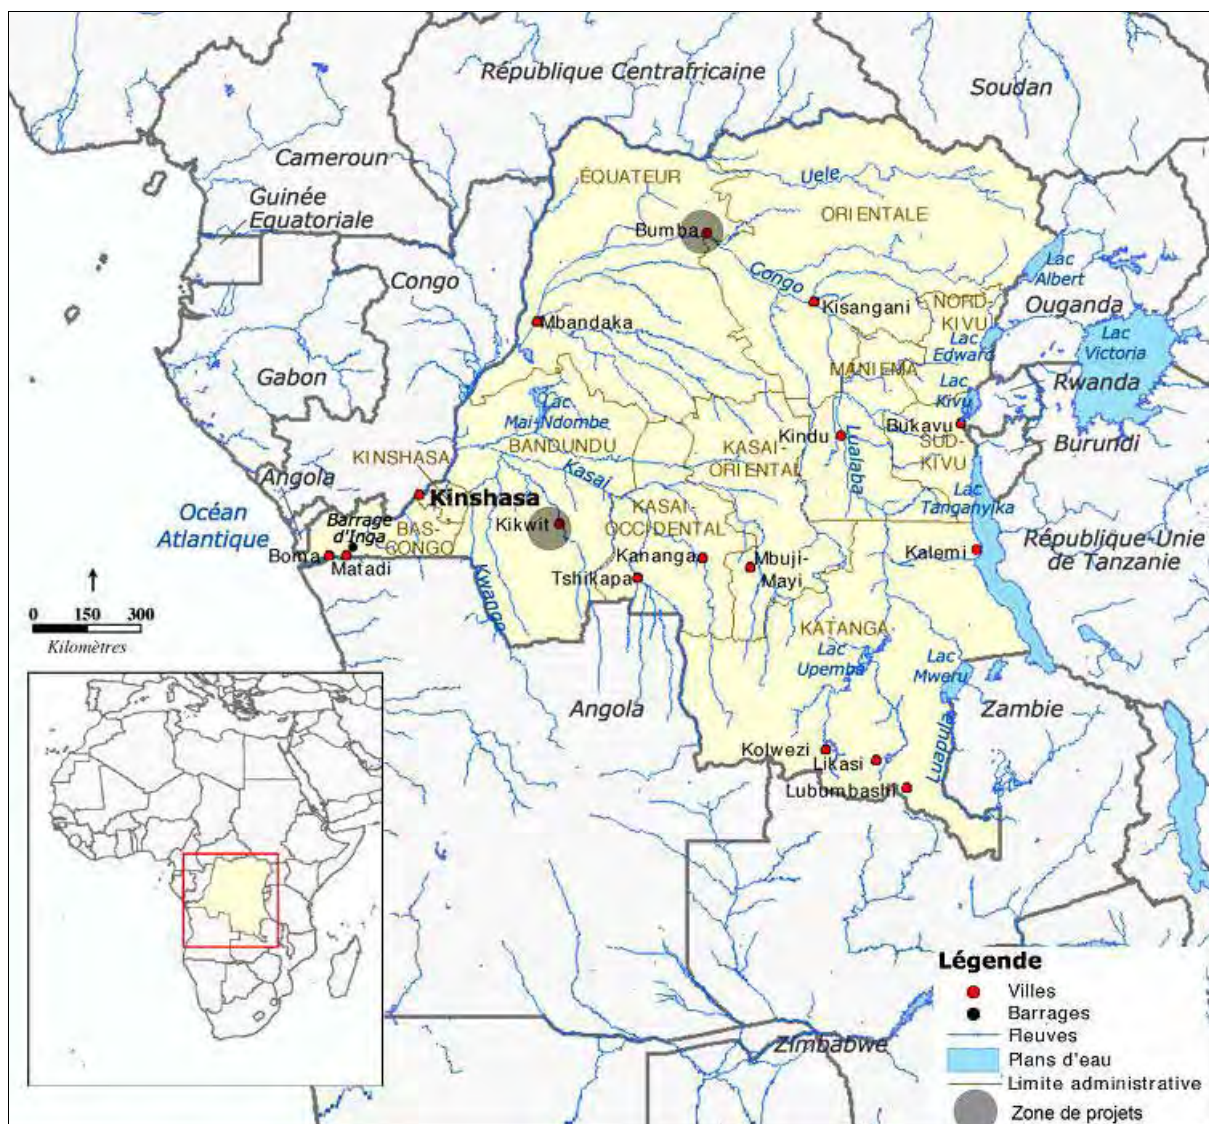 République Centrafricaine
Soudan
Cameroun
Guinée
Equatoriale
ÉQUATEUR
Uele
ORIENTALE
Bumba
Congo
Congo
Lac
Albert
Ouganda
Kisangani
NORD-
KIVU
Mbandaka
Lac
Edward
Lac
Victoria
Gabon
MANIEMA
Lac
Kivu
Rwanda
Lac
Mai-Ndombe
BANDUNDU
Kindu
Bukavu
SUD-
KIVU
Burundi
KINSHASA
KASAI-
ORIENTAL
Lualaba
Angola
Kasai
Kinshasa
Lac
Tanganyika
Océan
Atlantique
Barrage
d'Inga
BAS-
CONGO
Kikwit
KASAI-
OCCIDENTAL
République-Unie
de Tanzanie
Boma
Matadi
Kananga
Mbuji-
Mayi
Kalemi
Tshikapa
Kwango
0 150 300
Kilomètres
KATANGA
Lac
Upemba
Lac
Mweru
Angola
Zambie
Luapula
Kolwezi
Likasi
Lubumbashi
Zimbabwe
Légende
Villes
Barrages
Fleuves
Plans d'eau
Limite administrative
Zone de projets